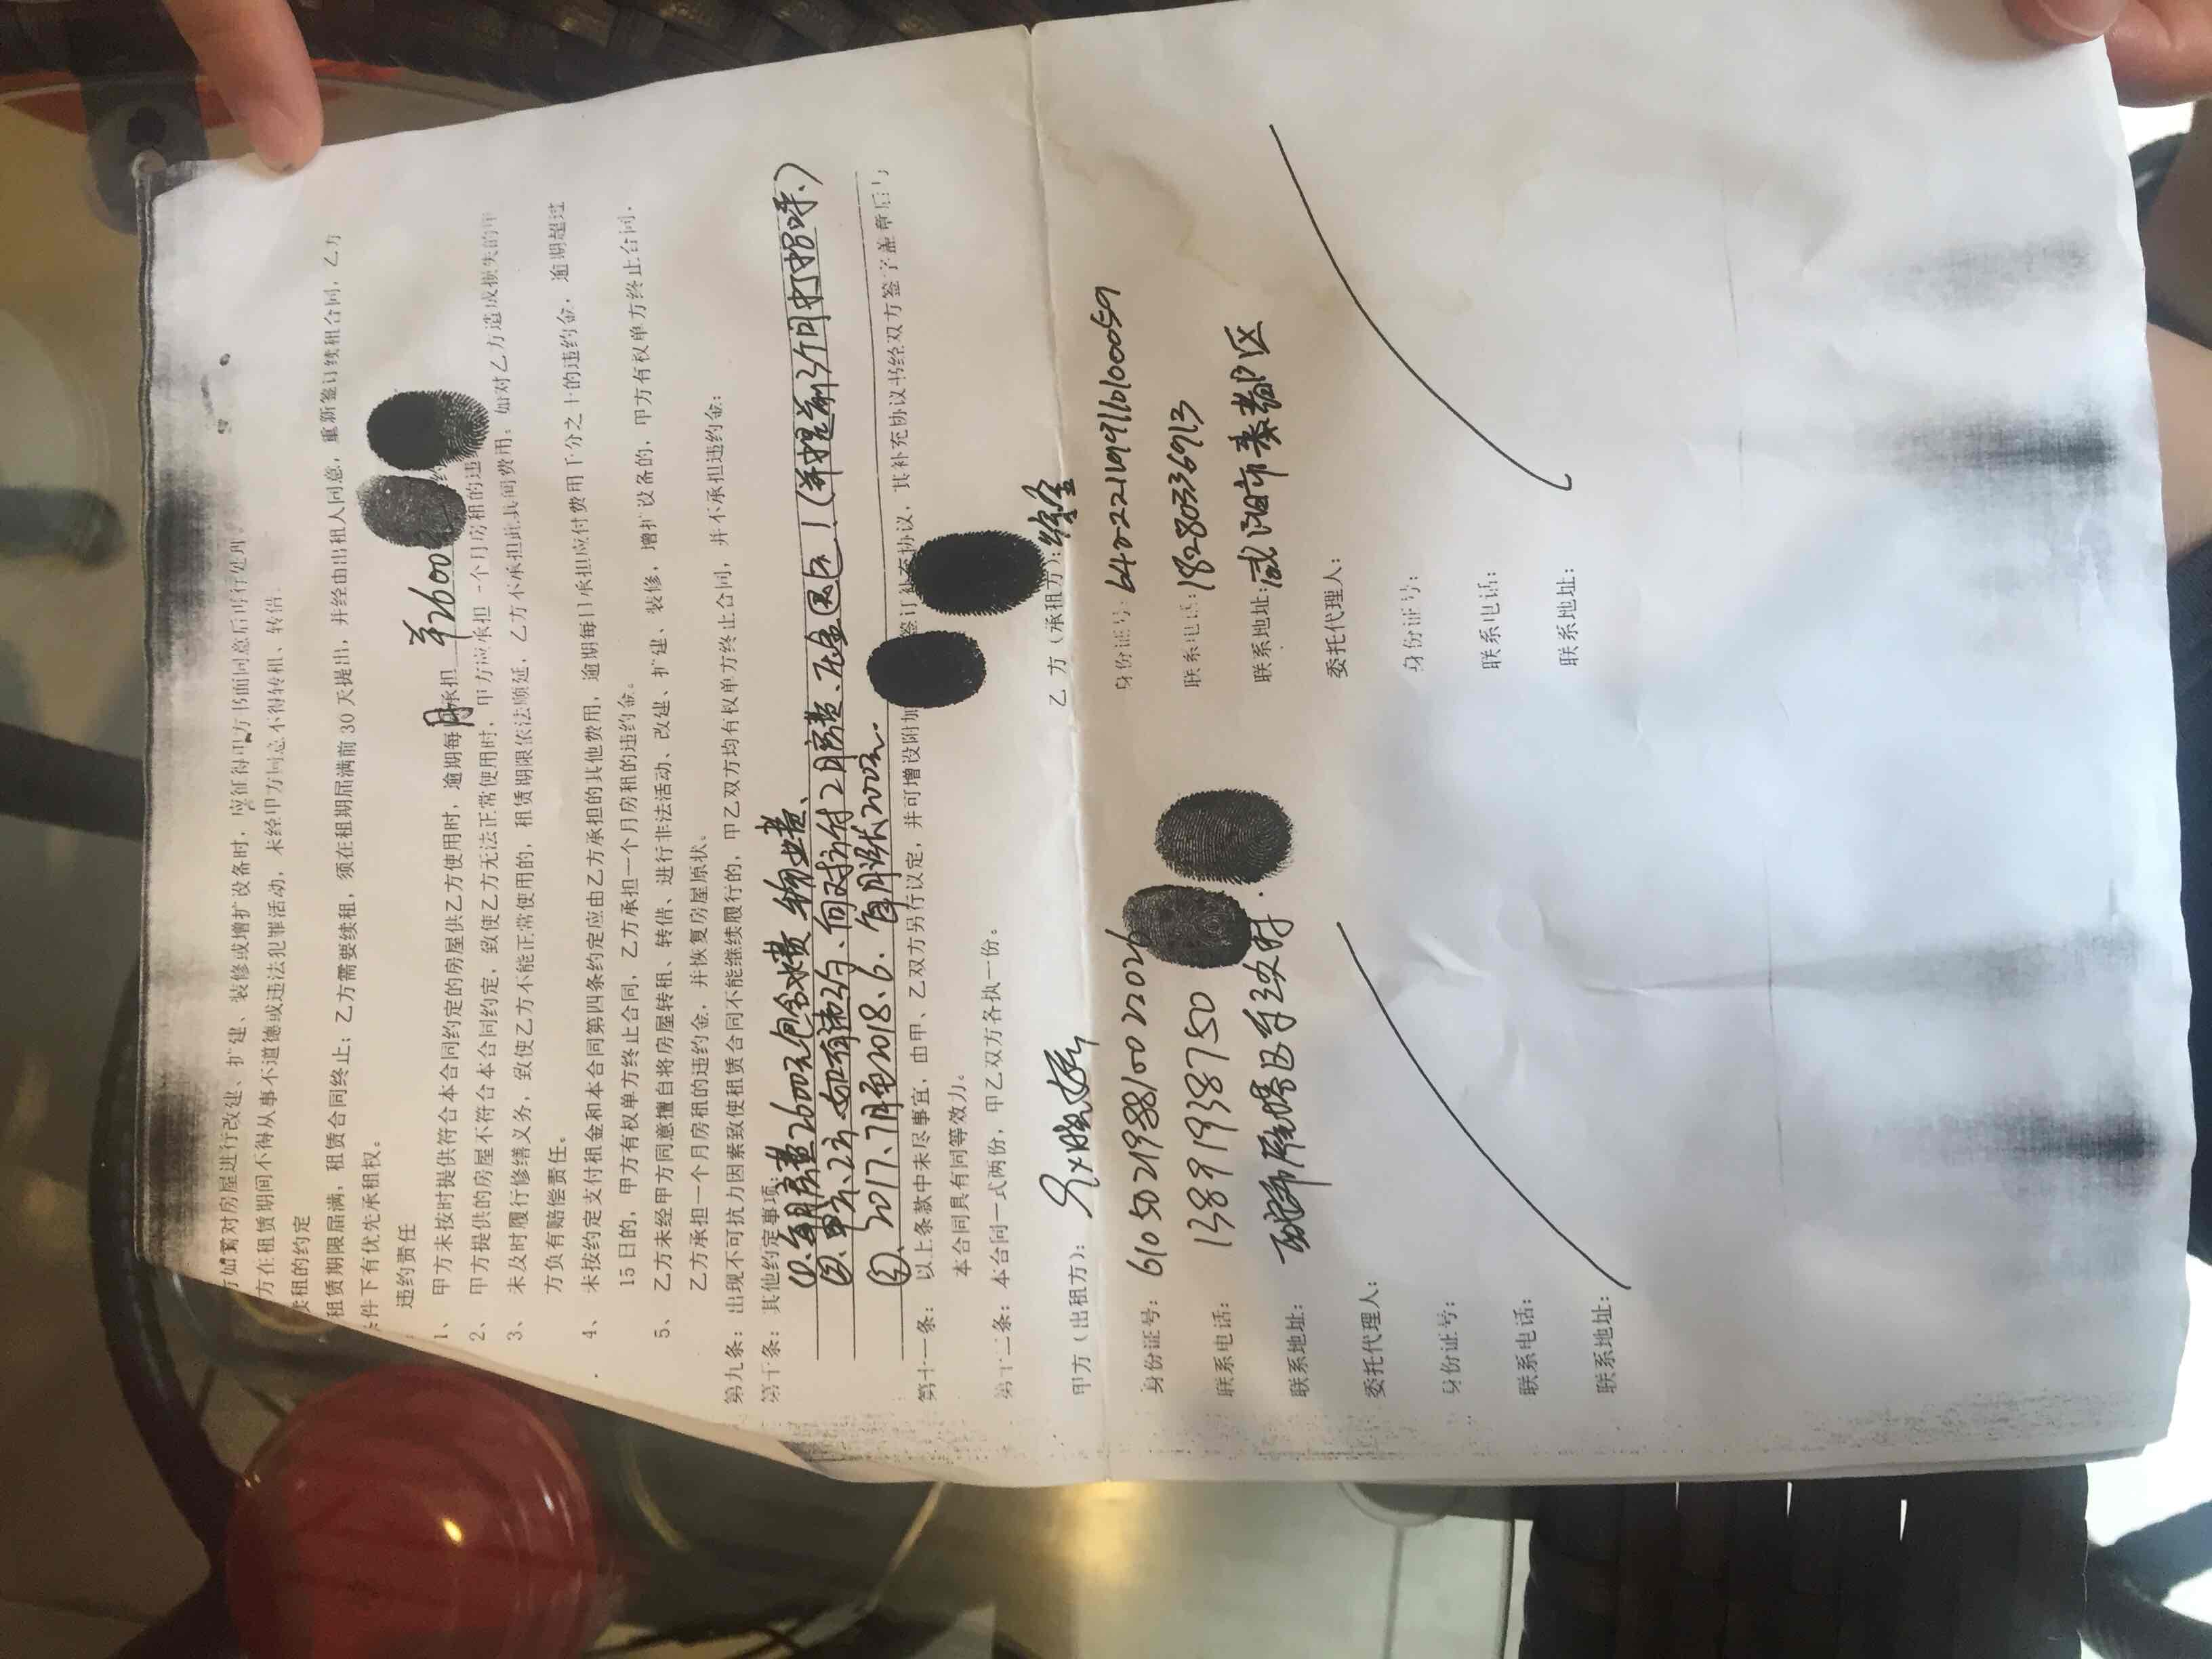 方如需对房屋进行改建、扩建、装修或增扩设备时，应征得甲方书面同意后再行处理
方在租赁期间不得从事不道德或违法犯罪活动，未经甲方同意不得转租、转借
续租的约定
租赁期限届满，租赁合同终止；乙方需要续租，须在租期届满前 30 天提出，并经由出租人同意，重新签订续租合同，乙方
条件下有优先承租权。
违约责任
1、 甲方未按时提供符合本合同约定的房屋供乙方使用时，逾期每月承担 ￥2600元 约
2、 甲方提供的房屋不符合本合同约定，致使乙方无法正常使用时，甲方应承担一个月房租的违
3、 未及时履行修缮义务，致使乙方不能正常使用的，租赁期限依法顺延，乙方不承担此其间费用；如对乙方造成损失的甲
方负有赔偿责任。
4、 未按约定支付租金和本合同第四条约定应由乙方承担的其他费用，逾期每日承担应付费用千分之十的违约金，逾期超过
15 日的，甲方有权单方终止合同，乙方承担一个月房租的违约金。
5、 乙方未经甲方同意擅自将房屋转租、转借、进行非法活动、改建、扩建、装修，增扩设备的，甲方有权单方终止合同，
乙方承担一个月房租的违约金，并恢复房屋原状。
第九条：出现不可抗力因素致使租赁合同不能继续履行的，甲乙双方均有权单方终止合同，并不承担违约金；
第十条：其他约定事项：
①、每月房费2600元包含水费 物业费、
②、甲方、乙方、如有违约、向对方付2月房费、压金退还！（并提前3个月打招呼、）
③、2017、7月至2018、6、每月涨200元.
第十一条： 以上条款中未尽事宜，由甲、乙双方另行议定，并可增设附加 签订补充协议，其补充协议书经双方签字盖章后与
本合同具有同等效力。
第十二条：本合同一式两份，甲乙双方各执一份。
甲方（出租方）：
乙 方（承租方）：徐金
身份证号：610502198810022026
身份证号：
联系电话：13891938750
联系电话：18280336913
联系地址：西安市雁塔区
联系地址：咸阳市秦都区
委托代理人：
委托代理人：
身份证号：
身份证号：
联系电话：
联系电话：
联系地址：
联系地址：